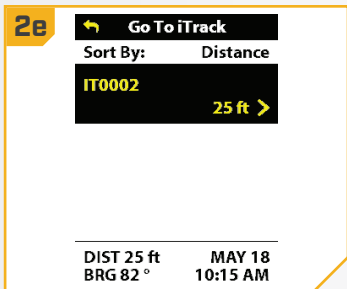 2e
Go To iTrack
Sort By: Distance
IT0002
25 ft
DIST 25 ft MAY 18
BRG 82 ° 10:15 AM